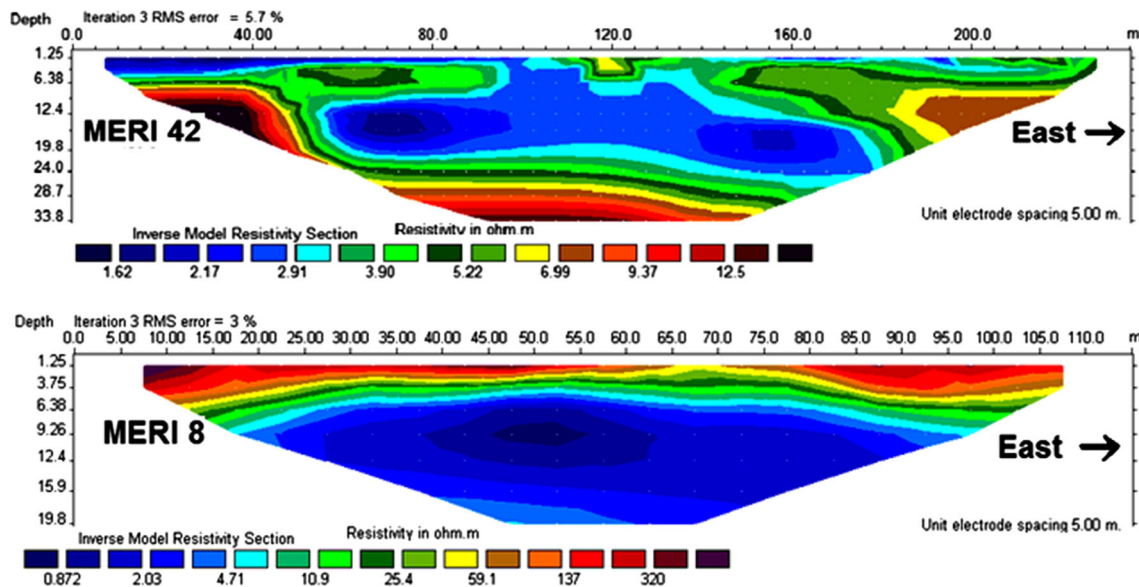 Depth Iteration 3 RMS error = 5.7 %
0.0 40.00 80.0 120.0 160.0 200.0 m
1.25
6.38
12.4
19.8
24.0
28.7
33.8
MERI 42
East →
Unit electrode spacing 5.00 m.
Inverse Model Resistivity Section Resistivity in ohm.m
1.62 2.17 2.91 3.90 5.22 6.99 9.37 12.5
Depth Iteration 3 RMS error = 3 %
0.0 5.00 10.00 15.0 20.0 25.0 30.00 35.0 40.0 45.0 50.0 55.0 60.0 65.0 70.0 75.0 80.0 85.0 90.0 95.0 100.0 105.0 110.0 m
1.25
3.75
6.38
9.26
12.4
15.9
19.8
MERI 8
East →
Unit electrode spacing 5.00 m.
Inverse Model Resistivity Section Resistivity in ohm.m
0.872 2.03 4.71 10.9 25.4 59.1 137 320